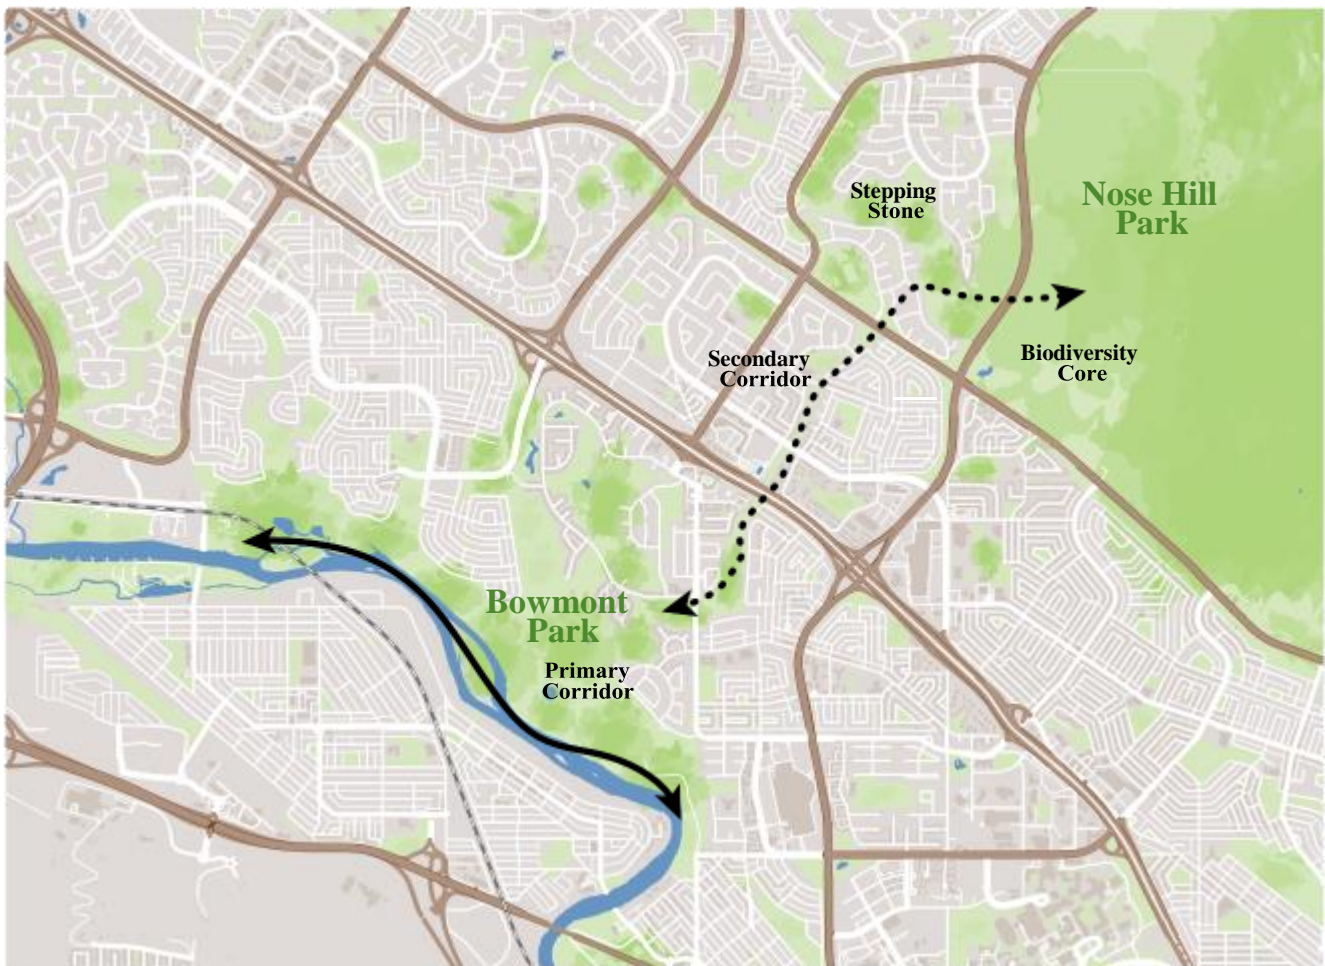 Stepping
Stone
Nose Hill
Park
Secondary
Corridor
Biodiversity
Core
Bowmont
Park
Primary
Corridor